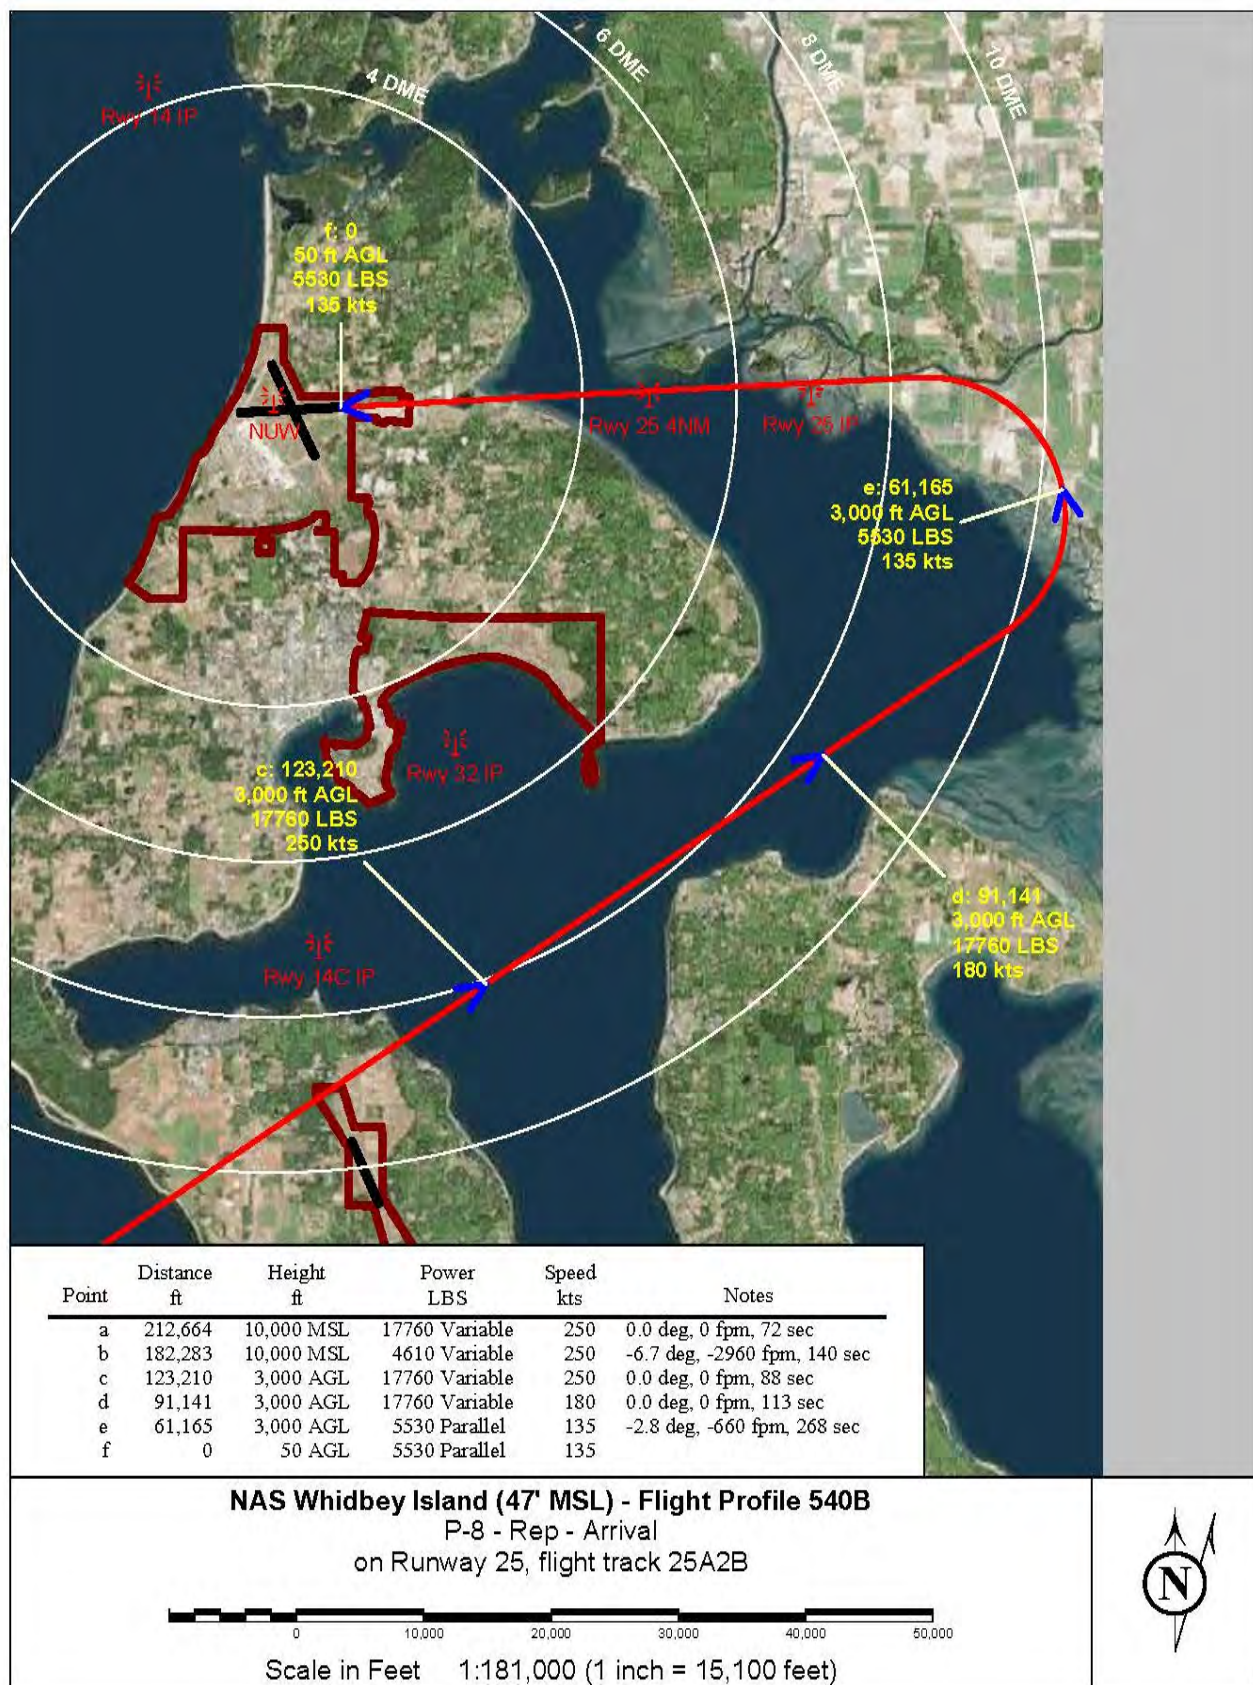 6 DME
8 DME
10 DME
4 DME
Rwy 14 IP
f: 0
50 ft AGL
5530 LBS
135 kts
NUW
Rwy 25 4NM
Rwy 25 IP
e: 61,165
3,000 ft AGL
5530 LBS
135 kts
Rwy 32 IP
c: 123,210
3,000 ft AGL
17760 LBS
250 kts
d: 91,141
3,000 ft AGL
17760 LBS
180 kts
Rwy 14C IP
Point Distance ft Height ft Power LBS Speed kts Notes
a 212,664 10,000 MSL 17760 Variable 250 0.0 deg, 0 fpm, 72 sec
b 182,283 10,000 MSL 4610 Variable 250 -6.7 deg, -2960 fpm, 140 sec
c 123,210 3,000 AGL 17760 Variable 250 0.0 deg, 0 fpm, 88 sec
d 91,141 3,000 AGL 17760 Variable 180 0.0 deg, 0 fpm, 113 sec
e 61,165 3,000 AGL 5530 Parallel 135 -2.8 deg, -660 fpm, 268 sec
f 0 50 AGL 5530 Parallel 135
NAS Whidbey Island (47' MSL) - Flight Profile 540B
P-8 - Rep - Arrival
on Runway 25, flight track 25A2B
0 10,000 20,000 30,000 40,000 50,000
Scale in Feet 1:181,000 (1 inch = 15,100 feet)
N